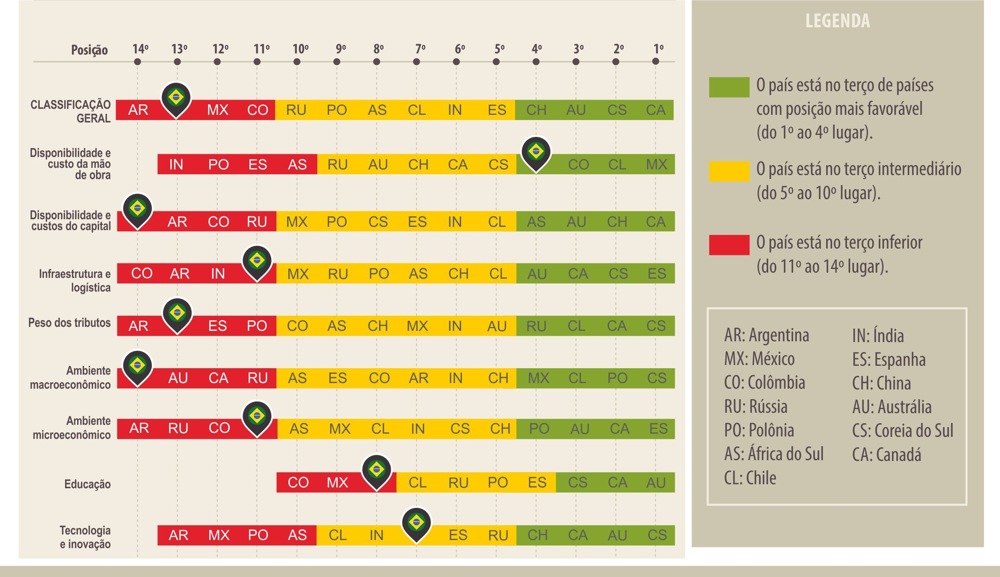 LEGENDA
Posição 14º 13º 12º 11º 10º 9º 8º 7º 6º 5º 4º 3º 2º 1º
CLASSIFICAÇÃO
GERAL
AR MX CO RU PO AS CL IN ES CH AU CS CA
Disponibilidade e
custo da mão
de obra
IN PO ES AS RU AU CH CA CS CO CL MX
Disponibilidade e
custos do capital
AR CO RU MX PO CS ES IN CL AS AU CH CA
Infraestrutura e
logística
CO AR IN MX RU PO AS CH CL AU CA CS ES
Peso dos tributos
AR ES PO CO AS CH MX IN AU RU CL CA CS
Ambiente
macroeconômico
AU CA RU AS ES CO AR IN CH MX CL PO CS
Ambiente
microeconômico
AR RU CO AS MX CL IN CS CH PO AU CA ES
Educação
CO MX CL RU PO ES CS CA AU
Tecnologia
e inovação
AR MX PO AS CL IN ES RU CH CA AU CS
O país está no terço de países
com posição mais favorável
(do 1º ao 4º lugar).
O país está no terço intermediário
(do 5º ao 10º lugar).
O país está no terço inferior
(do 11º ao 14º lugar).
AR: Argentina
MX: México
CO: Colômbia
RU: Rússia
PO: Polônia
AS: África do Sul
CL: Chile
IN: Índia
ES: Espanha
CH: China
AU: Austrália
CS: Coreia do Sul
CA: Canadá